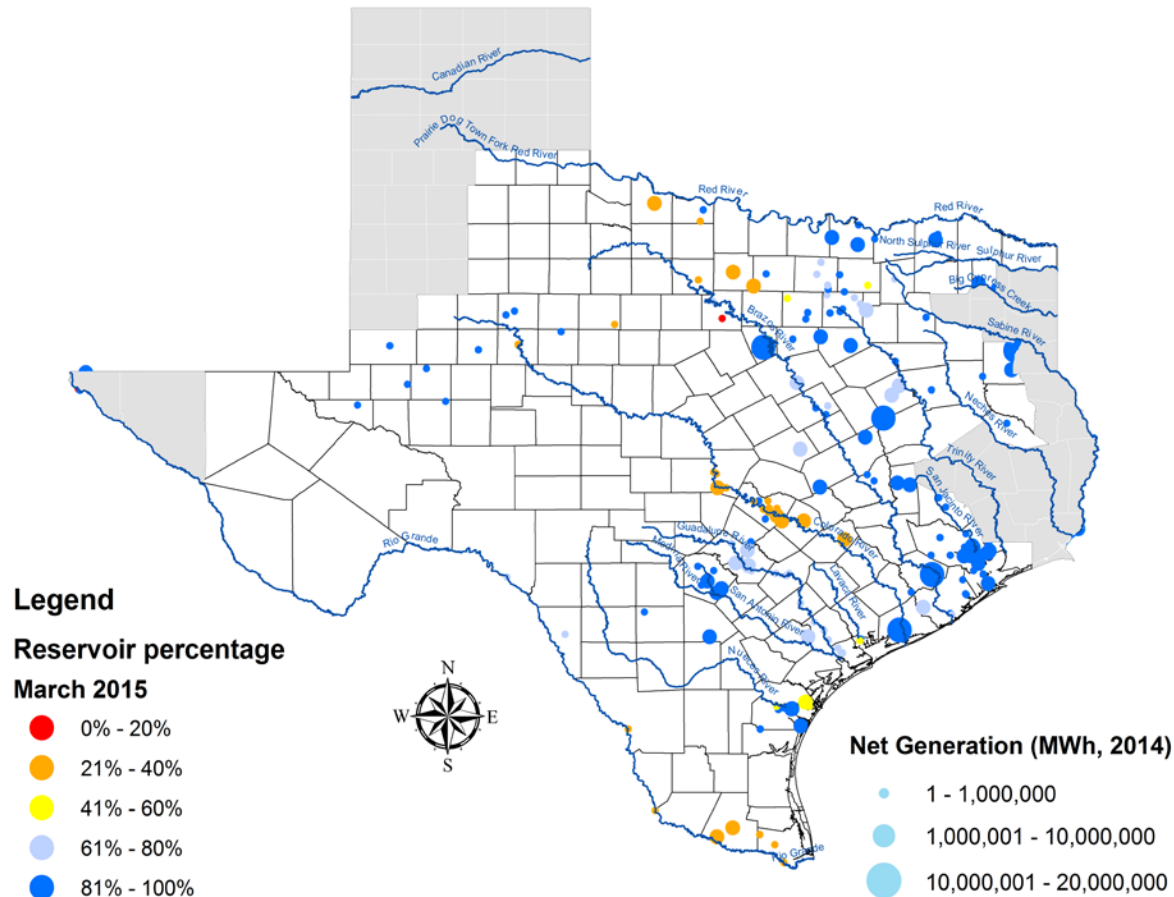 Canadian River
Prairie Dog Town Fork Red River
Red River
Red River
North Sulphur River
Sulphur River
Big Cypress Creek
Sabine River
Brazos River
Neches River
Trinity River
San Jacinto River
Colorado River
Guadalupe River
Medina River
Lavaca River
San Antonio River
Rio Grande
Nueces River
Rio Grande
Legend
Reservoir percentage
March 2015
0% - 20%
21% - 40%
41% - 60%
61% - 80%
81% - 100%
N
W E
S
Net Generation (MWh, 2014)
1 - 1,000,000
1,000,001 - 10,000,000
10,000,001 - 20,000,000